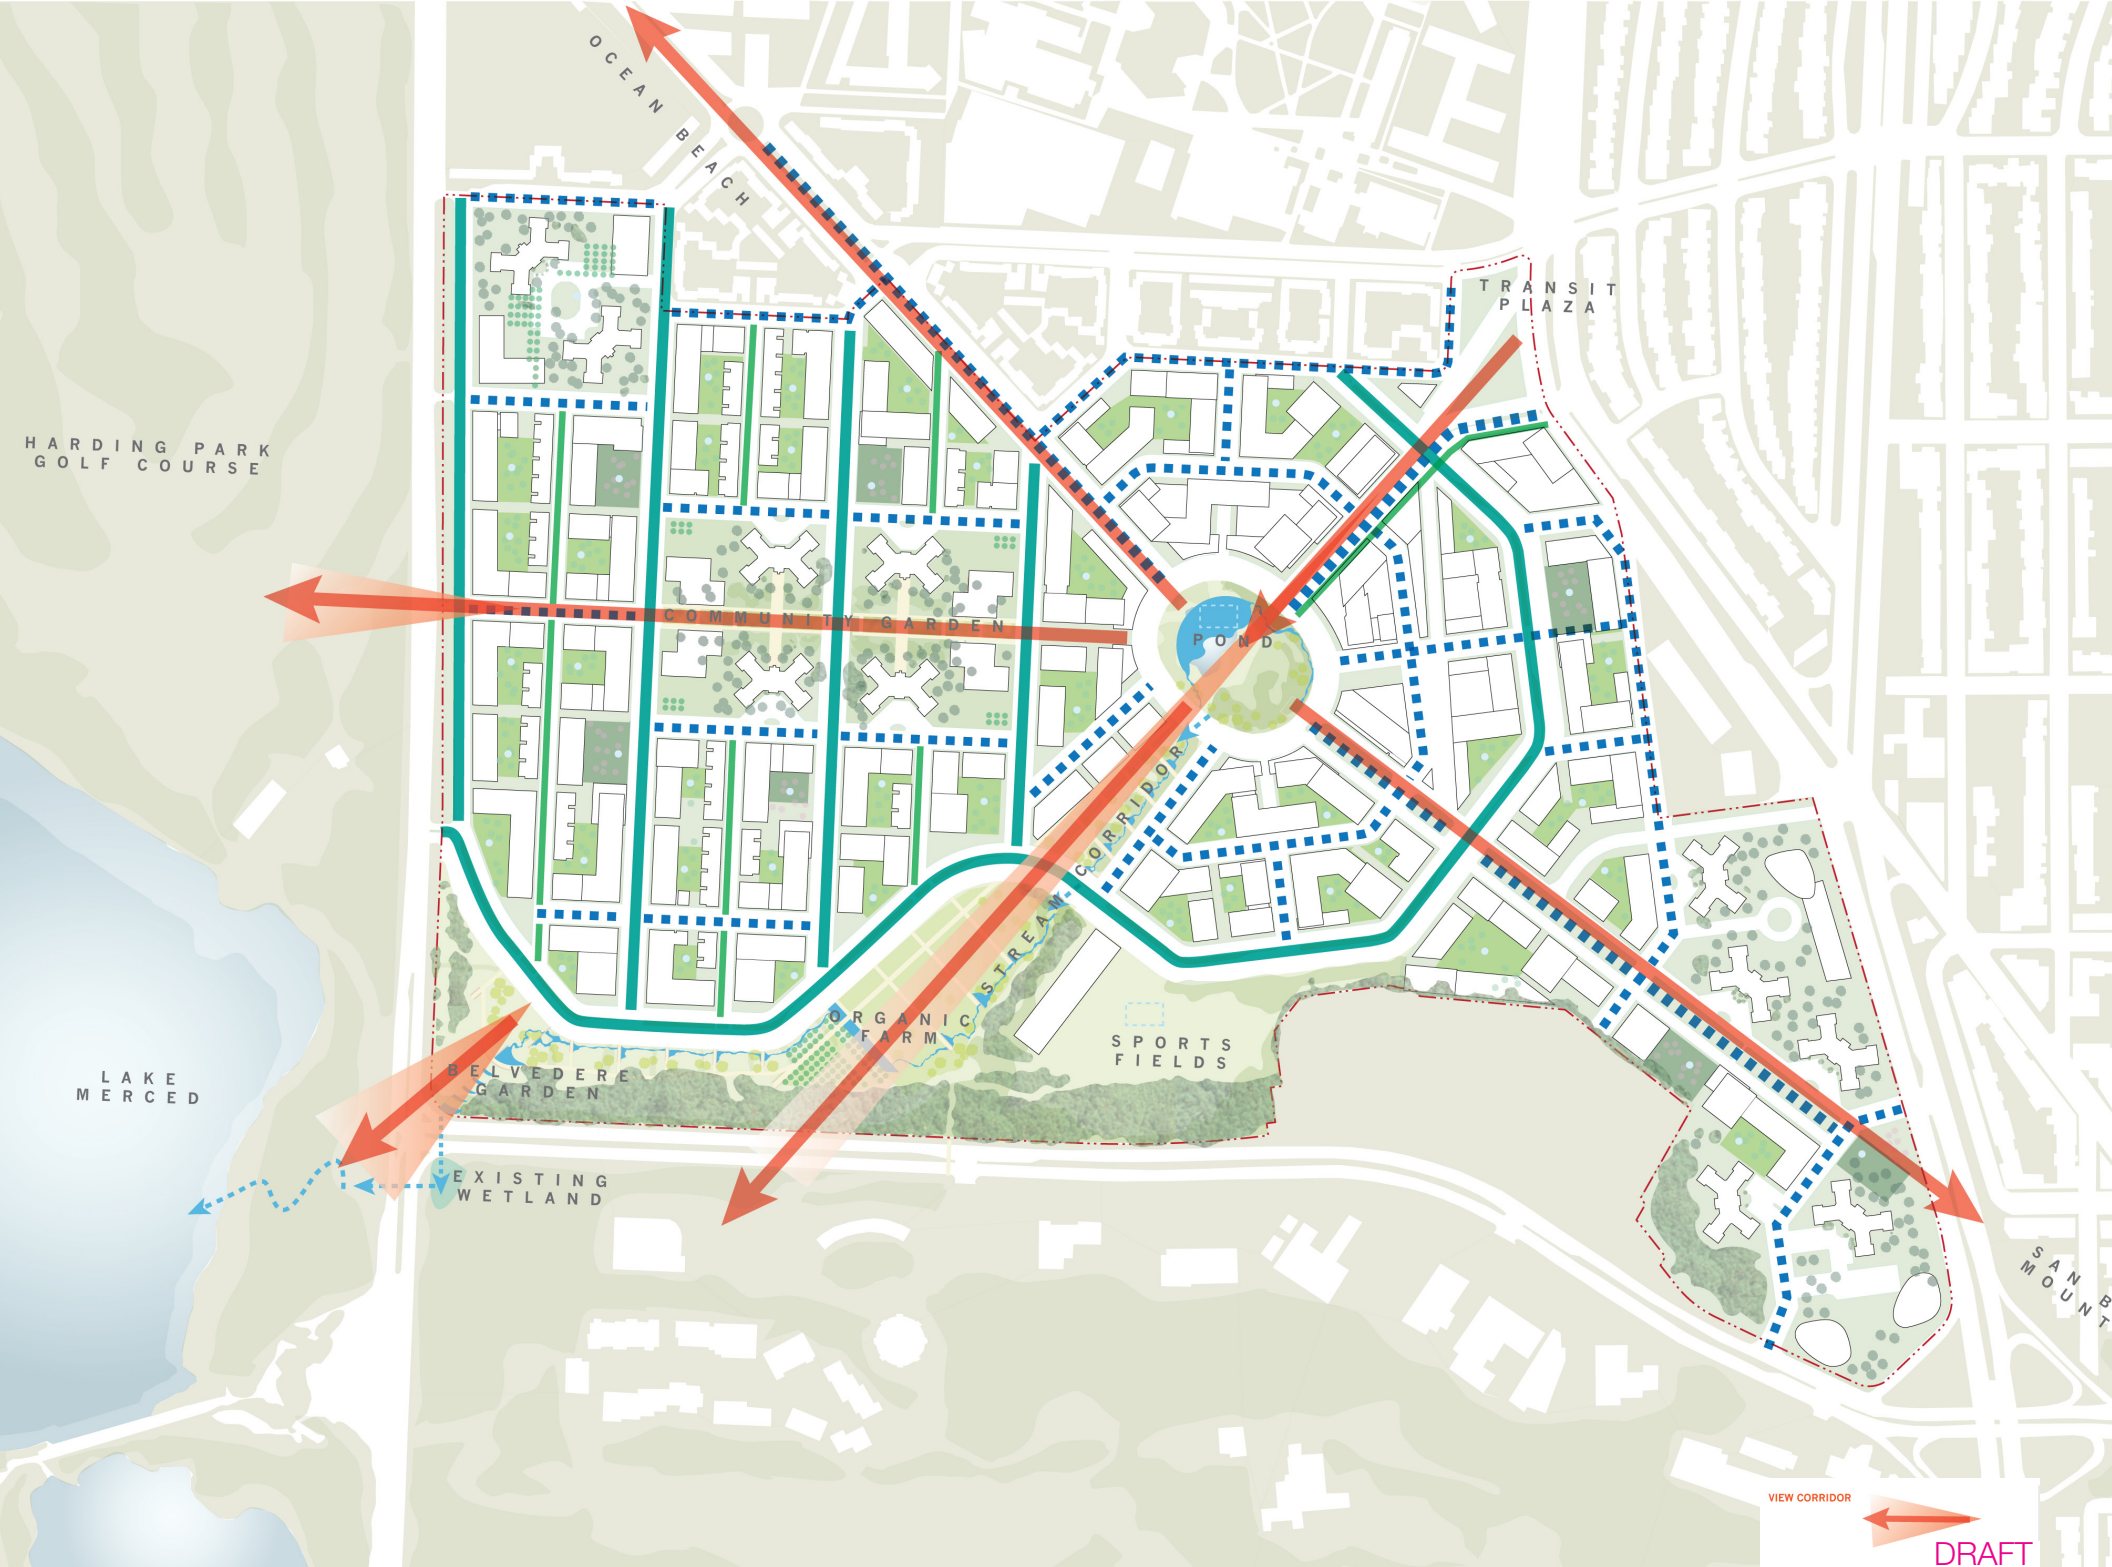 OCEAN BEACH
TRANSIT
PLAZA
HARDING PARK
GOLF COURSE
COMMUNITY GARDEN
POND
STREAM CORRIDOR
ORGANIC
FARM
SPORTS
FIELDS
BELVEDERE
GARDEN
LAKE
MERCED
EXISTING
WETLAND
SAN B
MOUNT
VIEW CORRIDOR
DRAFT